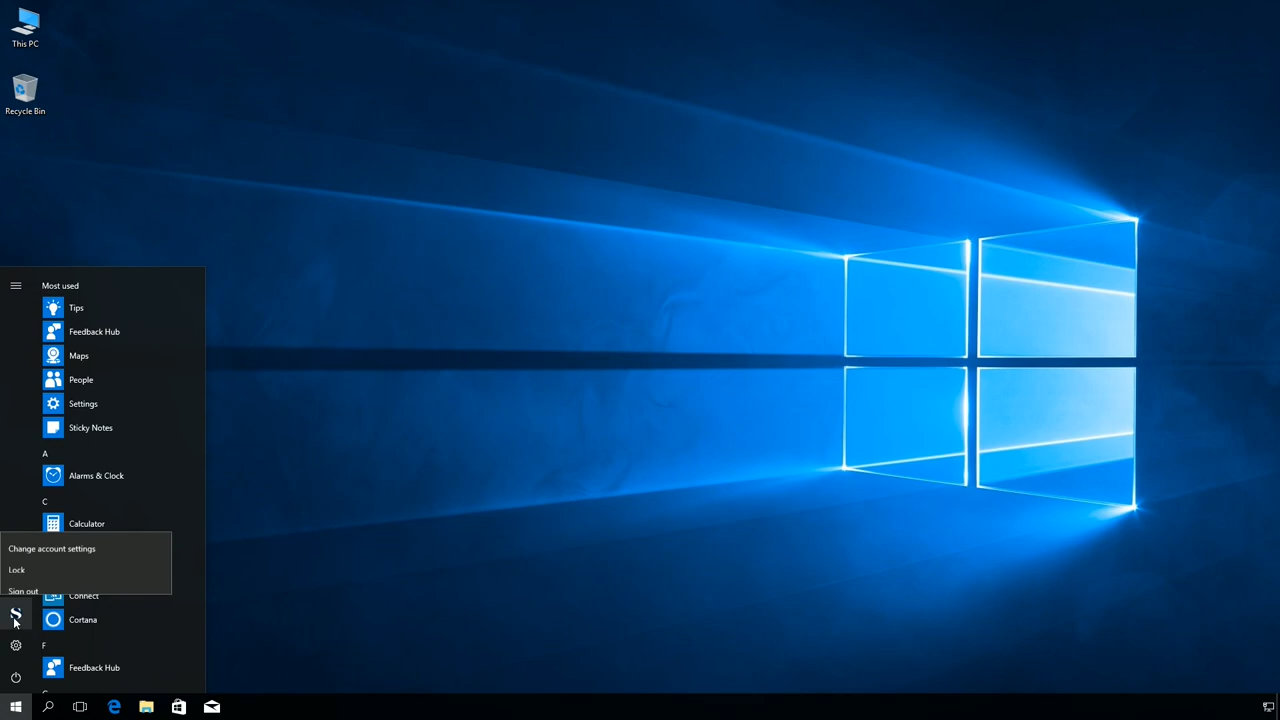 This PC
Recycle Bin
Most used
Tips
Feedback Hub
Maps
People
Settings
Sticky Notes
A
Alarms & Clock
C
Calculator
Change account settings
Lock
Sign out
Connect
Cortana
F
Feedback Hub